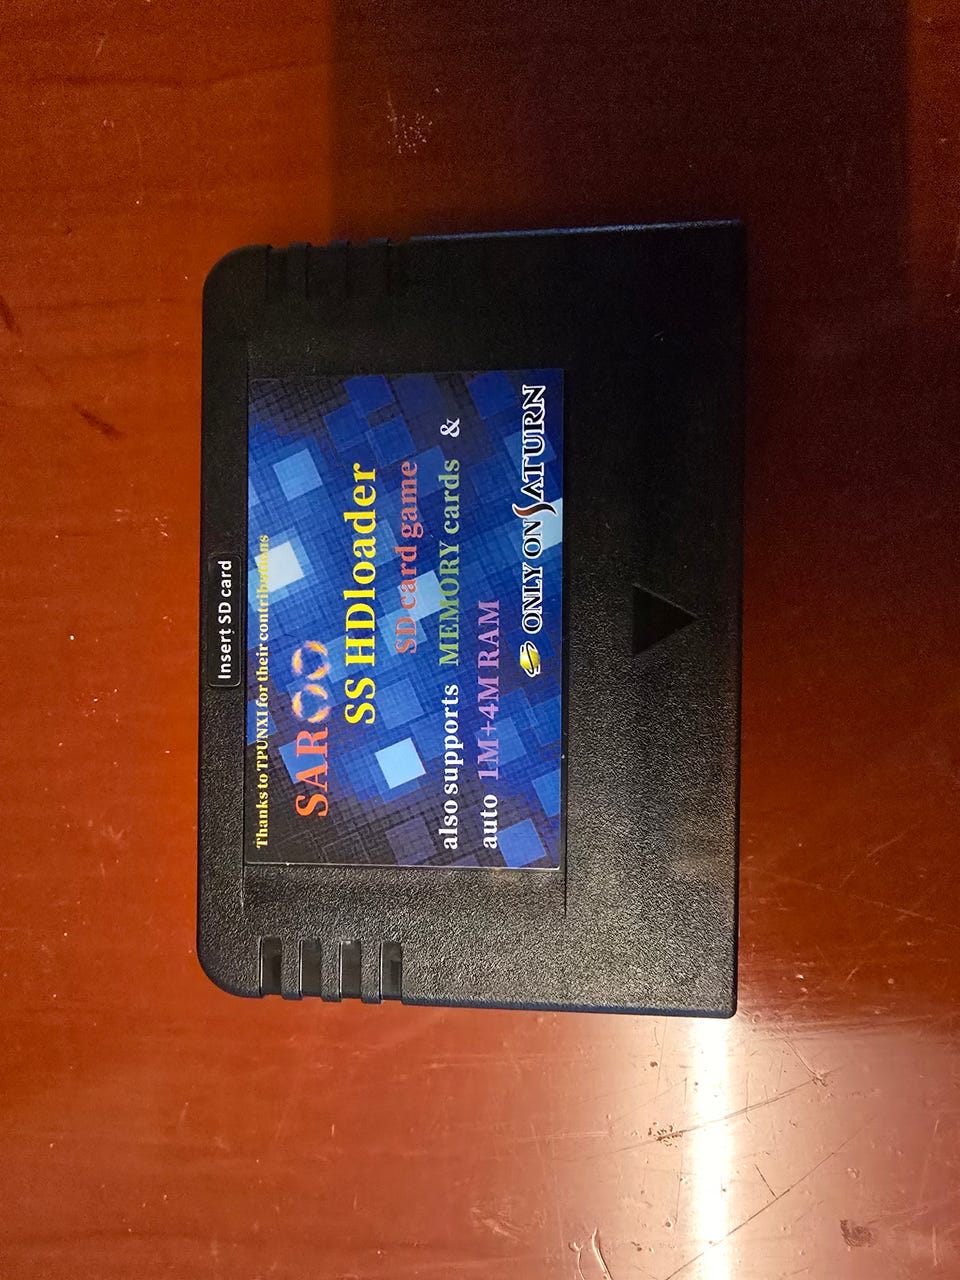 Insert SD card
Thanks to TPUNXI for their contributions
SAROO
SS HDloader
SD card game
also supports MEMORY cards &
auto 1M+4M RAM
ONLY ON SATURN